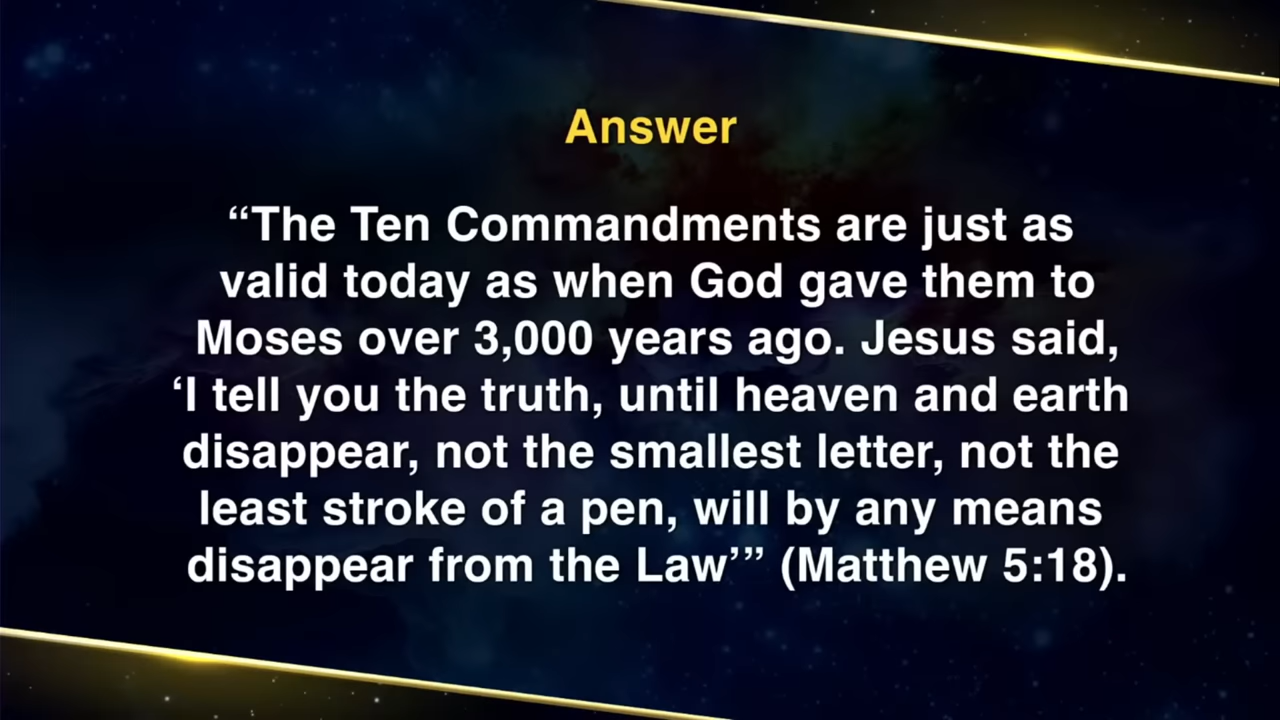 Answer
“The Ten Commandments are just as
valid today as when God gave them to
Moses over 3,000 years ago. Jesus said,
‘I tell you the truth, until heaven and earth
disappear, not the smallest letter, not the
least stroke of a pen, will by any means
disappear from the Law’” (Matthew 5:18).